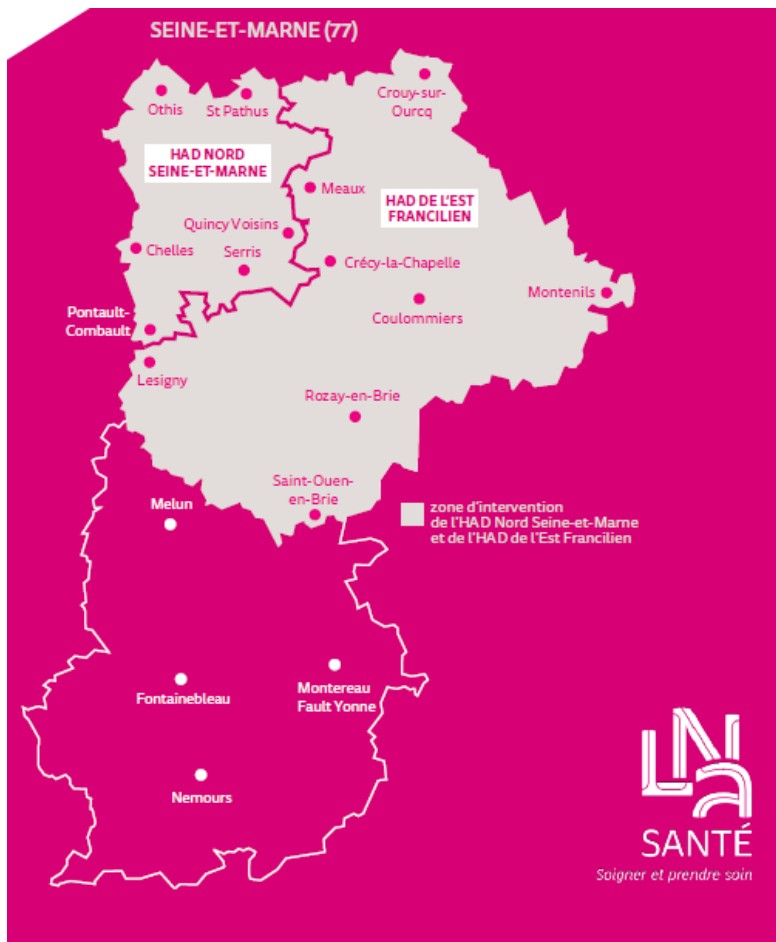 SEINE-ET-MARNE (77)
Othis
St Pathus
Crouy-sur-
Ourcq
HAD NORD
SEINE-ET-MARNE
Meaux
HAD DE L'EST
FRANCILIEN
Quincy Voisins
Chelles
Serris
Crécy-la-Chapelle
Montenils
Coulommiers
Pontault-
Combault
Lesigny
Rozay-en-Brie
Saint-Ouen-
en-Brie
Melun
zone d'intervention
de l'HAD Nord Seine-et-Marne
et de l'HAD de l'Est Francilien
Fontainebleau
Montereau
Fault Yonne
Nemours
LNa
SANTÉ
Soigner et prendre soin